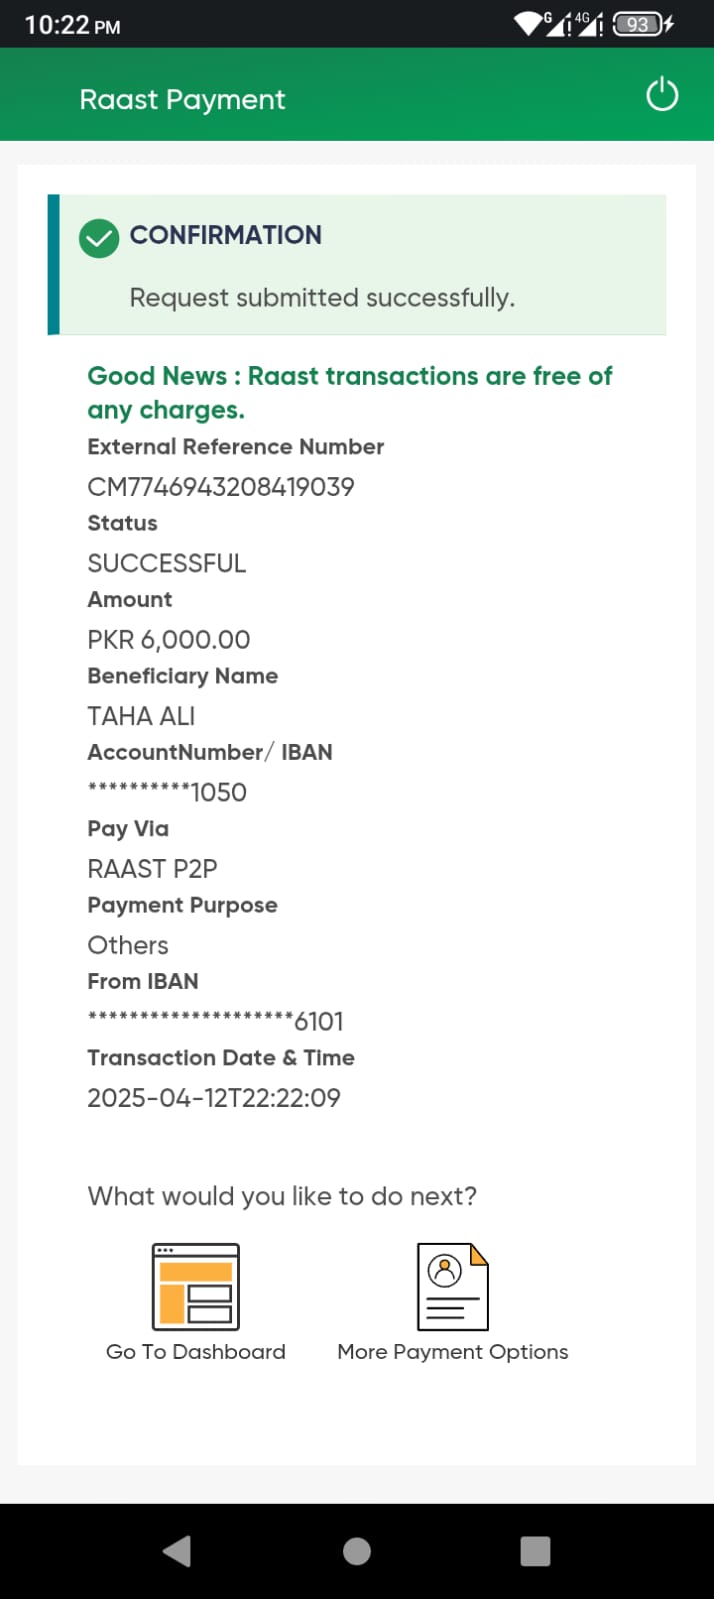 10:22 PM
G 4G 93
Raast Payment
CONFIRMATION
Request submitted successfully.
Good News : Raast transactions are free of
any charges.
External Reference Number
CM7746943208419039
Status
SUCCESSFUL
Amount
PKR 6,000.00
Beneficiary Name
TAHA ALI
AccountNumber/ IBAN
**********1050
Pay Via
RAAST P2P
Payment Purpose
Others
From IBAN
********************6101
Transaction Date & Time
2025-04-12T22:22:09
What would you like to do next?
Go To Dashboard
More Payment Options